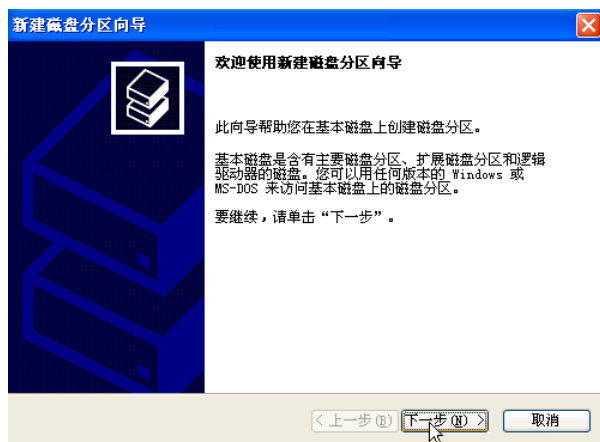 新建磁盘分区向导
欢迎使用新建磁盘分区向导
此向导帮助您在基本磁盘上创建磁盘分区。
基本磁盘是含有主要磁盘分区、扩展磁盘分区和逻辑
驱动器的磁盘。您可以用任何版本的 Windows 或
MS-DOS 来访问基本磁盘上的磁盘分区。
要继续，请单击“下一步”。
< 上一步(B) 下一步(N) > 取消